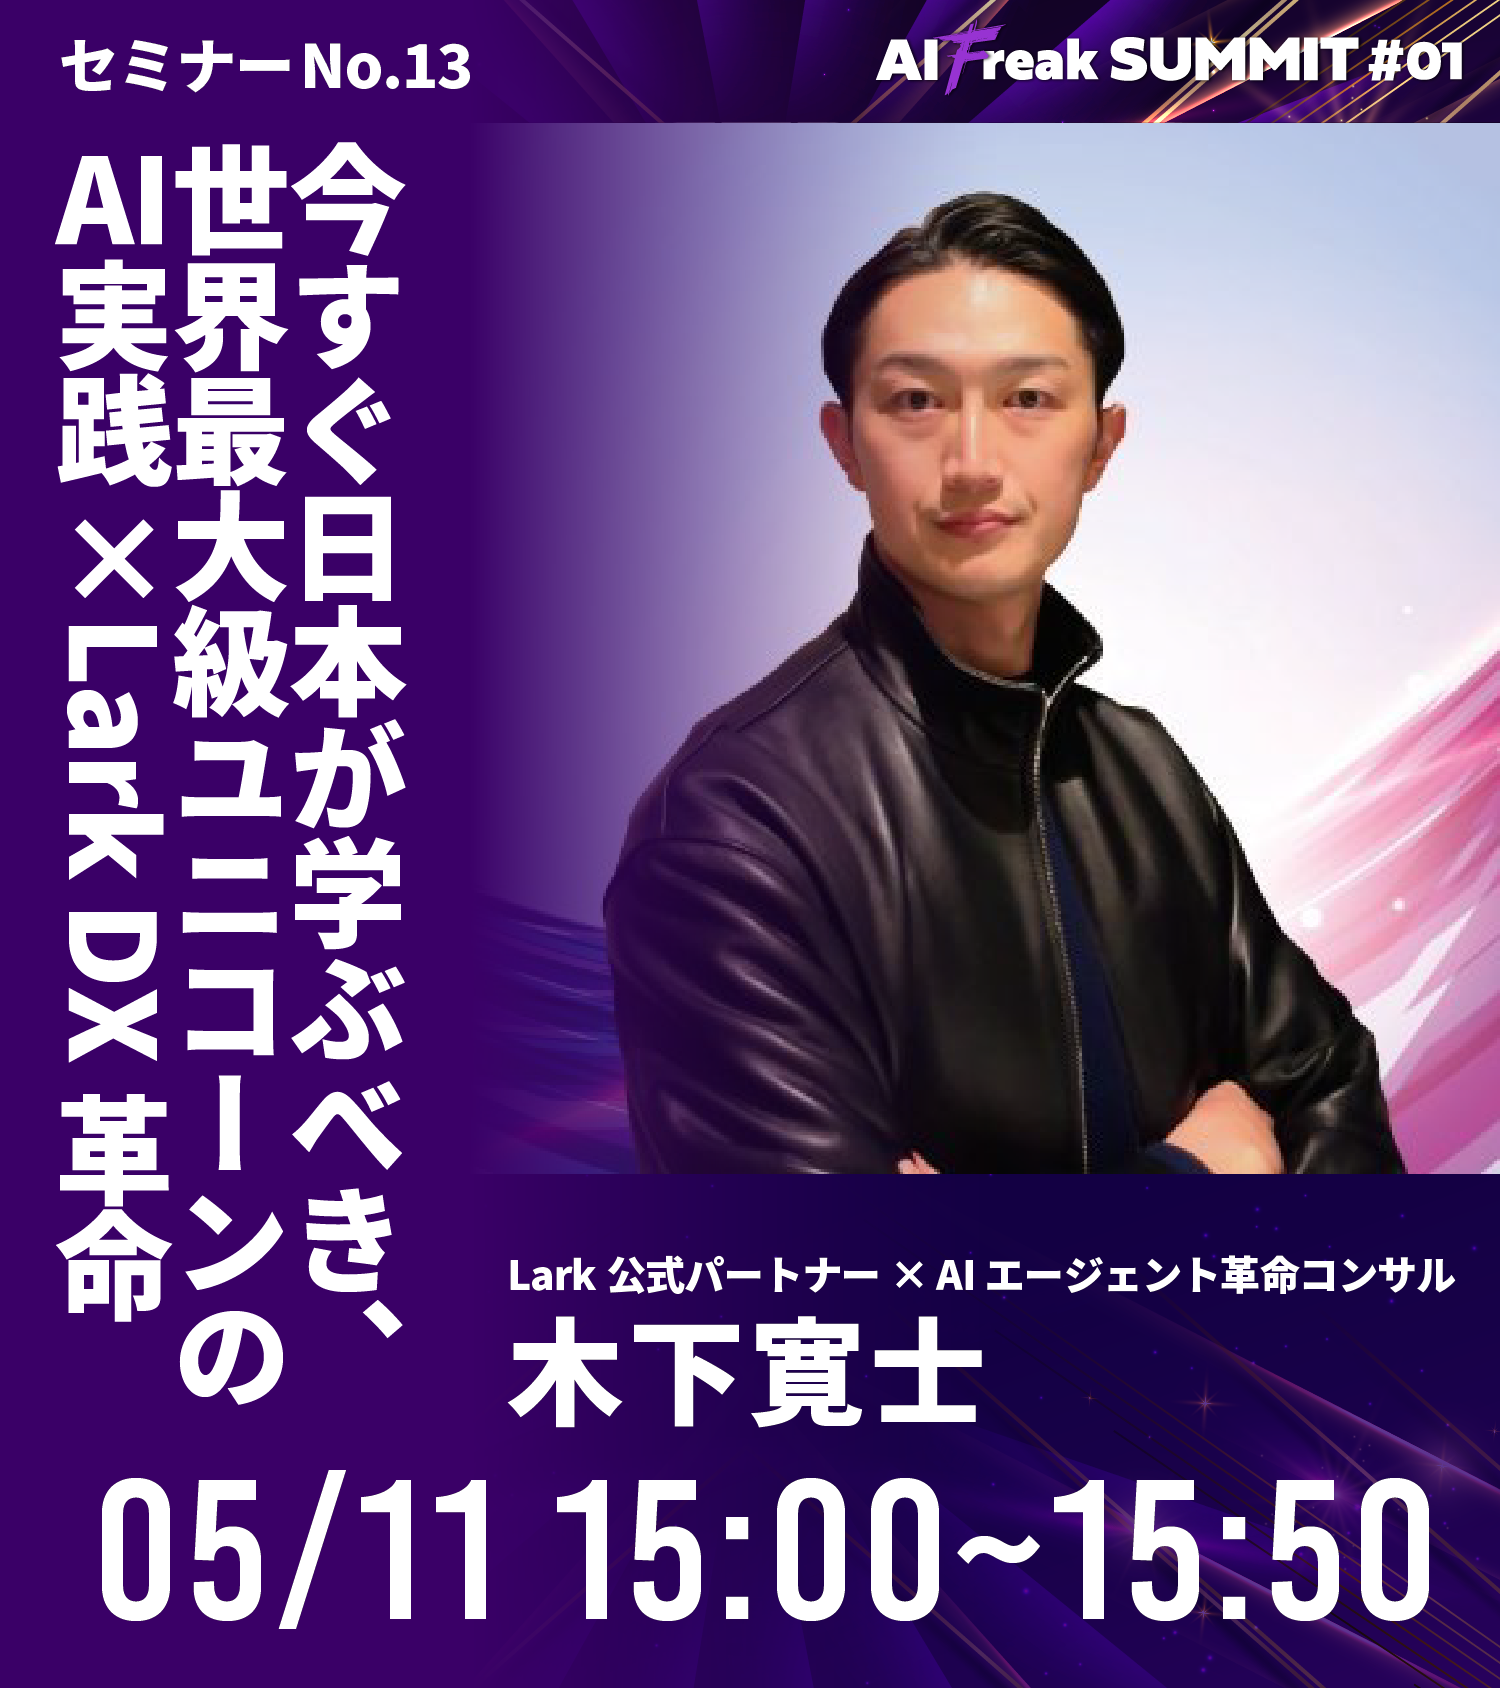 セミナーNo.13
AI Freak SUMMIT #01
今すぐ日本が学ぶべき、
世界最大級ユニコーンの
AI実践×Lark DX 革命
Lark 公式パートナー × AI エージェント革命コンサル
木下寛士
05/11 15:00~15:50